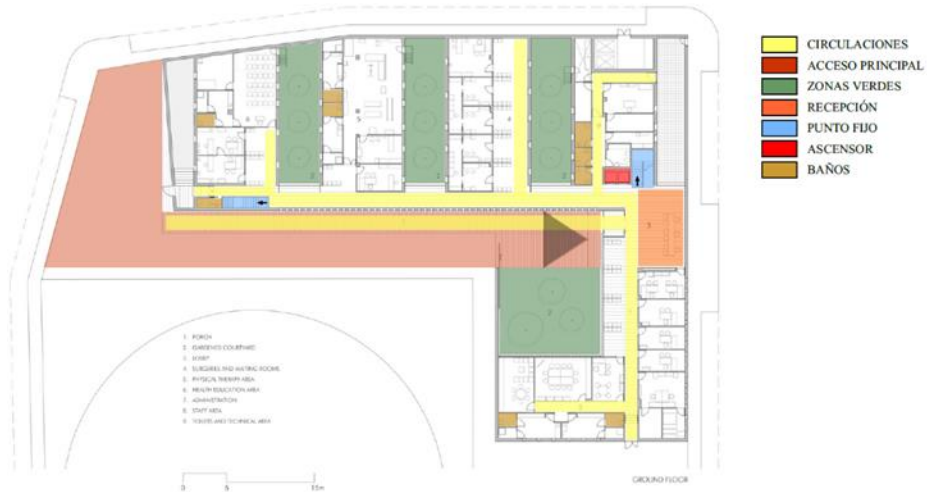 CIRCULACIONES
ACCESO PRINCIPAL
ZONAS VERDES
RECEPCIÓN
PUNTO FIJO
ASCENSOR
BAÑOS
1. PORCH
2. GARDENED COURTYARD
3. LOBBY
4. SURGERIES AND WAITING ROOMS
5. PHYSICAL THERAPY AREA
6. HEALTH EDUCATION AREA
7. ADMINISTRATION
8. STAFF AREA
9. TOILETS AND TECHNICAL AREA
0 5 15m
GROUND FLOOR